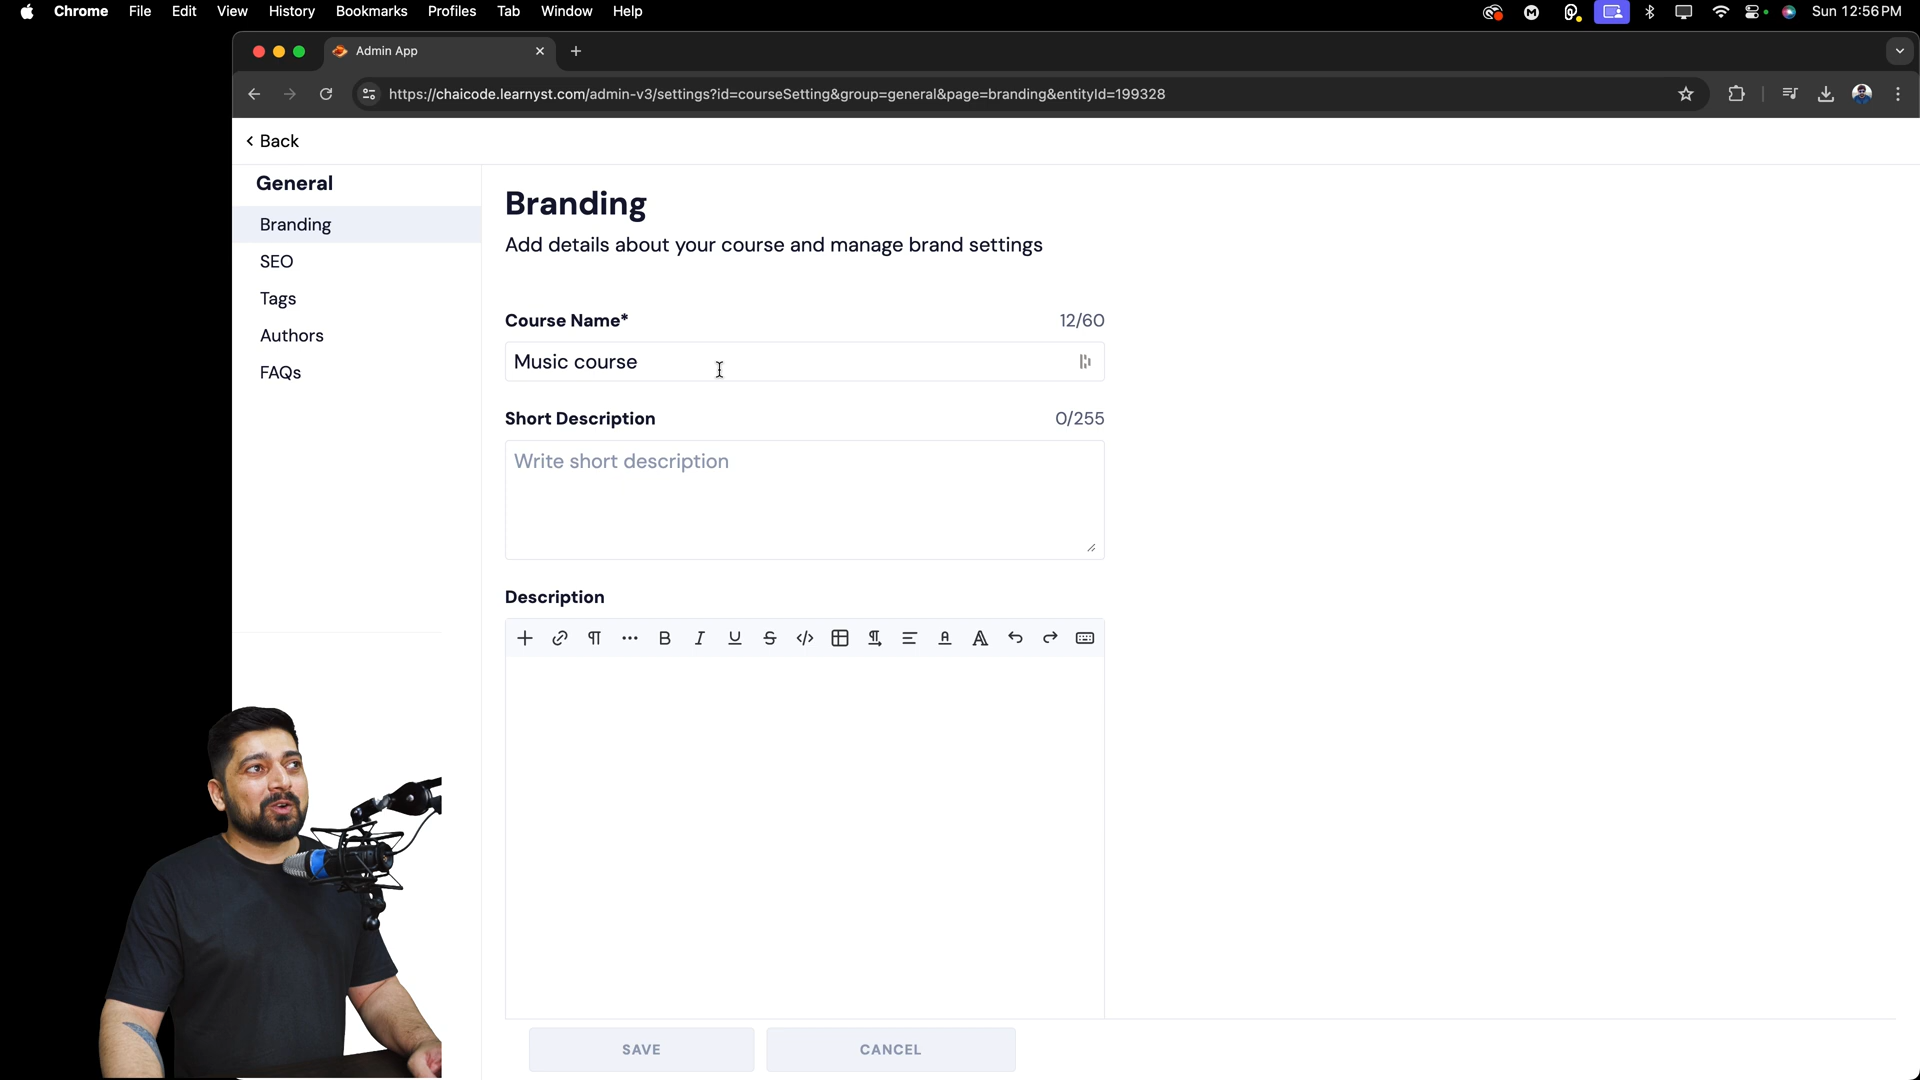 Chrome File Edit View History Bookmarks Profiles Tab Window Help
Sun 12:56 PM
Admin App
https://chaicode.learnyst.com/admin-v3/settings?id=courseSetting&group=general&page=branding&entityId=199328
Back
General
Branding
SEO
Tags
Authors
FAQs
Branding
Add details about your course and manage brand settings
Course Name* 12/60
Music course
Short Description 0/255
Write short description
Description
SAVE CANCEL